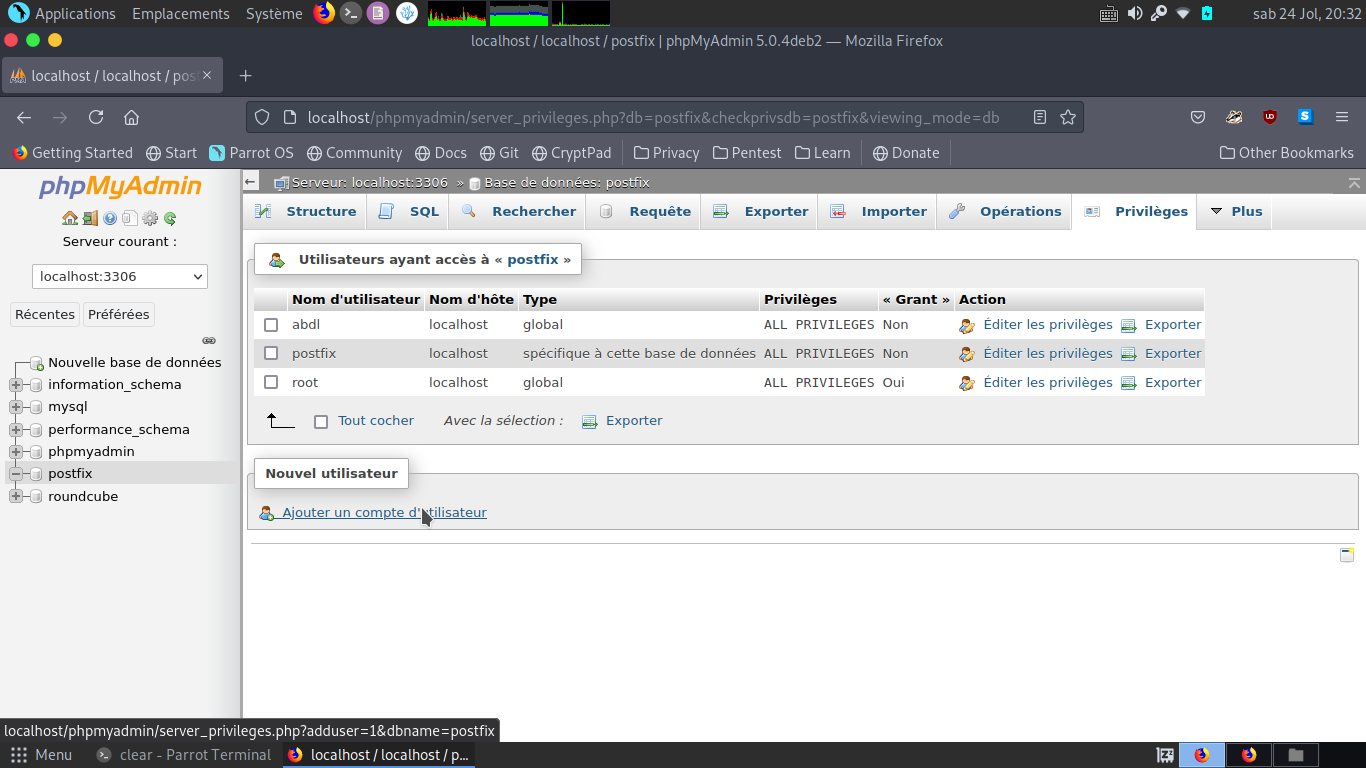 Applications Emplacements Système sab 24 Jul, 20:32
localhost / localhost / postfix | phpMyAdmin 5.0.4deb2 — Mozilla Firefox
localhost / localhost / post
localhost/phpmyadmin/server_privileges.php?db=postfix&checkprivsdb=postfix&viewing_mode=db
Getting Started Start Parrot OS Community Docs Git CryptPad Privacy Pentest Learn Donate Other Bookmarks
phpMyAdmin
Serveur courant :
localhost:3306
Récentes Préférées
Nouvelle base de données
information_schema
mysql
performance_schema
phpmyadmin
postfix
roundcube
Serveur: localhost:3306 » Base de données: postfix
Structure SQL Rechercher Requête Exporter Importer Opérations Privilèges Plus
Utilisateurs ayant accès à « postfix »
Nom d'utilisateur Nom d'hôte Type Privilèges « Grant » Action
abdl localhost global ALL PRIVILEGES Non Éditer les privilèges Exporter
postfix localhost spécifique à cette base de données ALL PRIVILEGES Non Éditer les privilèges Exporter
root localhost global ALL PRIVILEGES Oui Éditer les privilèges Exporter
Tout cocher Avec la sélection : Exporter
Nouvel utilisateur
Ajouter un compte d'utilisateur
localhost/phpmyadmin/server_privileges.php?adduser=1&dbname=postfix
Menu clear - Parrot Terminal localhost / localhost / p...